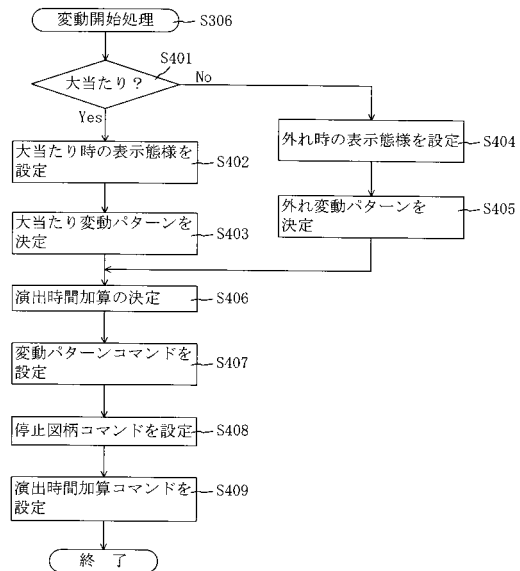 変動開始処理
S306
S401
大当たり？
No
Yes
大当たり時の表示態様を
設定
S402
外れ時の表示態様を設定
S404
大当たり変動パターンを
決定
S403
外れ変動パターンを
決定
S405
演出時間加算の決定
S406
変動パターンコマンドを
設定
S407
停止図柄コマンドを設定
S408
演出時間加算コマンドを
設定
S409
終 了